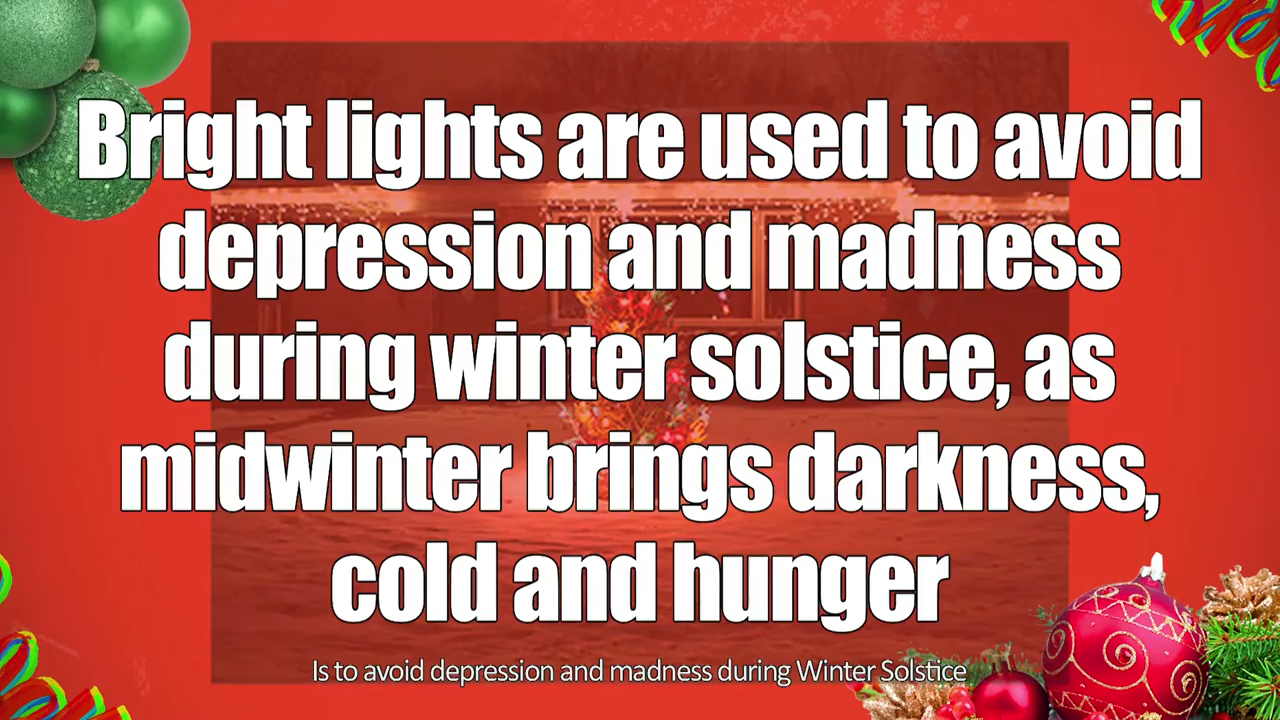 Bright lights are used to avoid
depression and madness
during winter solstice, as
midwinter brings darkness,
cold and hunger
Is to avoid depression and madness during Winter Solstice